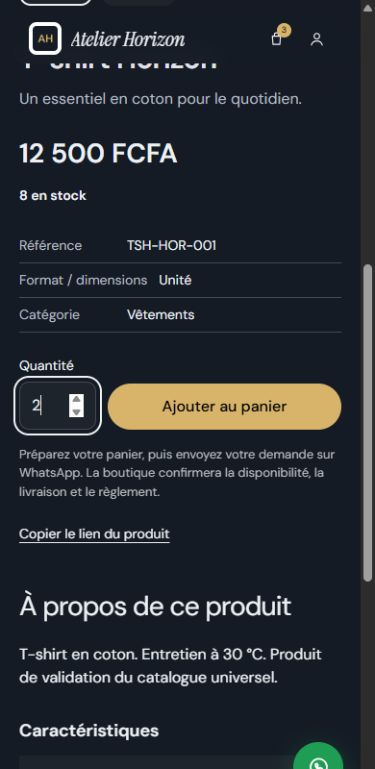 AH Atelier Horizon 3
T-shirt Horizon
Un essentiel en coton pour le quotidien.
12 500 FCFA
8 en stock
Référence TSH-HOR-001
Format / dimensions Unité
Catégorie Vêtements
Quantité
2 Ajouter au panier
Préparez votre panier, puis envoyez votre demande sur
WhatsApp. La boutique confirmera la disponibilité, la
livraison et le règlement.
Copier le lien du produit
À propos de ce produit
T-shirt en coton. Entretien à 30 °C. Produit
de validation du catalogue universel.
Caractéristiques